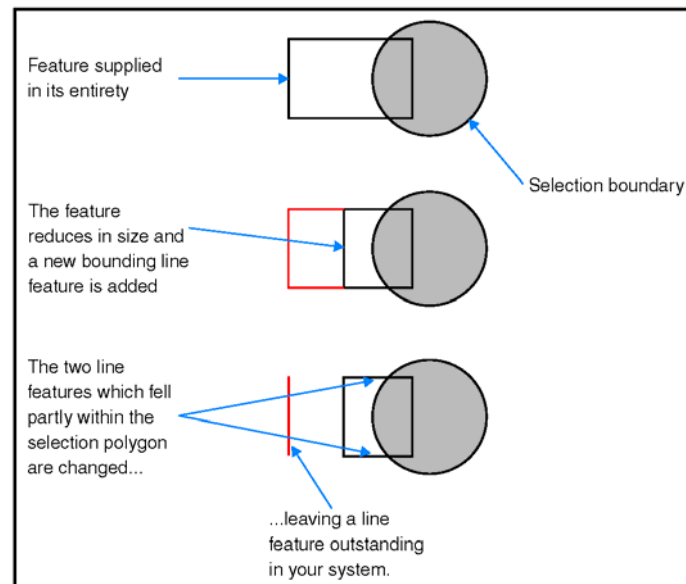 Feature supplied
in its entirety
Selection boundary
The feature
reduces in size and
a new bounding line
feature is added
The two line
features which fell
partly within the
selection polygon
are changed...
...leaving a line
feature outstanding
in your system.